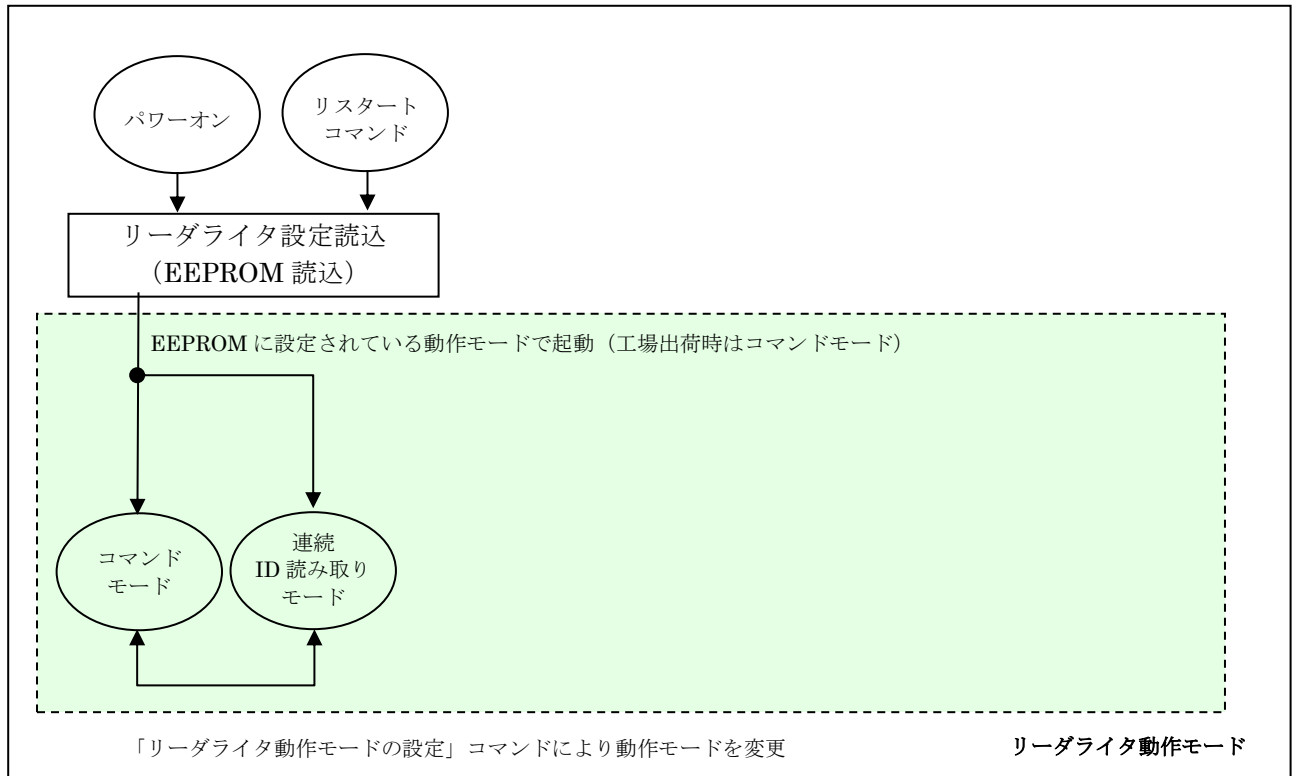 パワーオン
リスタート
コマンド
リーダライタ設定読込
（EEPROM 読込）
EEPROM に設定されている動作モードで起動（工場出荷時はコマンドモード）
コマンド
モード
連続
ID 読み取り
モード
「リーダライタ動作モードの設定」コマンドにより動作モードを変更
リーダライタ動作モード